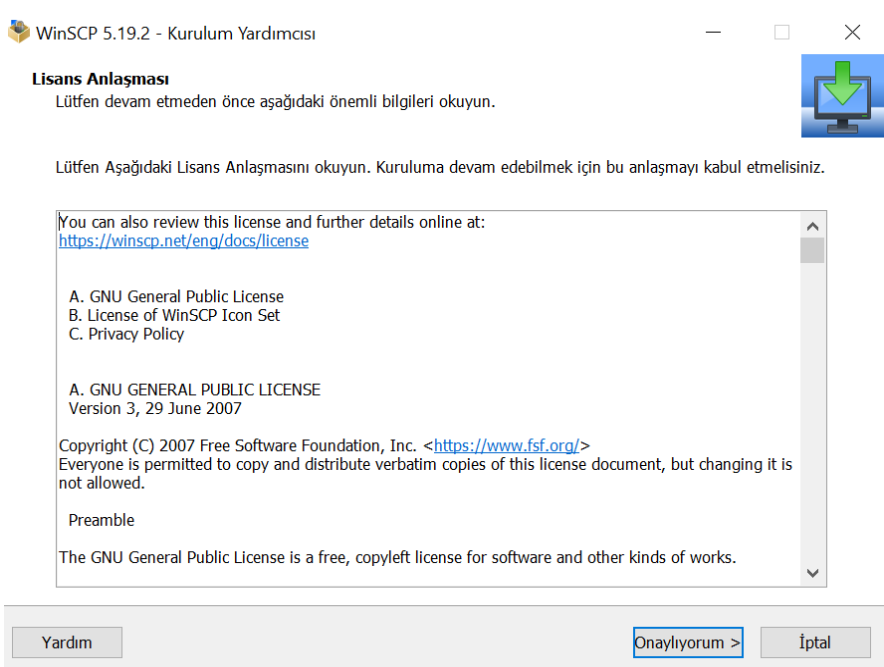 WinSCP 5.19.2 - Kurulum Yardımcısı
Lisans Anlaşması
Lütfen devam etmeden önce aşağıdaki önemli bilgileri okuyun.
Lütfen Aşağıdaki Lisans Anlaşmasını okuyun. Kuruluma devam edebilmek için bu anlaşmayı kabul etmelisiniz.
You can also review this license and further details online at:
https://winscp.net/eng/docs/license
A. GNU General Public License
B. License of WinSCP Icon Set
C. Privacy Policy
A. GNU GENERAL PUBLIC LICENSE
Version 3, 29 June 2007
Copyright (C) 2007 Free Software Foundation, Inc. <https://www.fsf.org/>
Everyone is permitted to copy and distribute verbatim copies of this license document, but changing it is
not allowed.
Preamble
The GNU General Public License is a free, copyleft license for software and other kinds of works.
Yardım
Onaylıyorum >
İptal